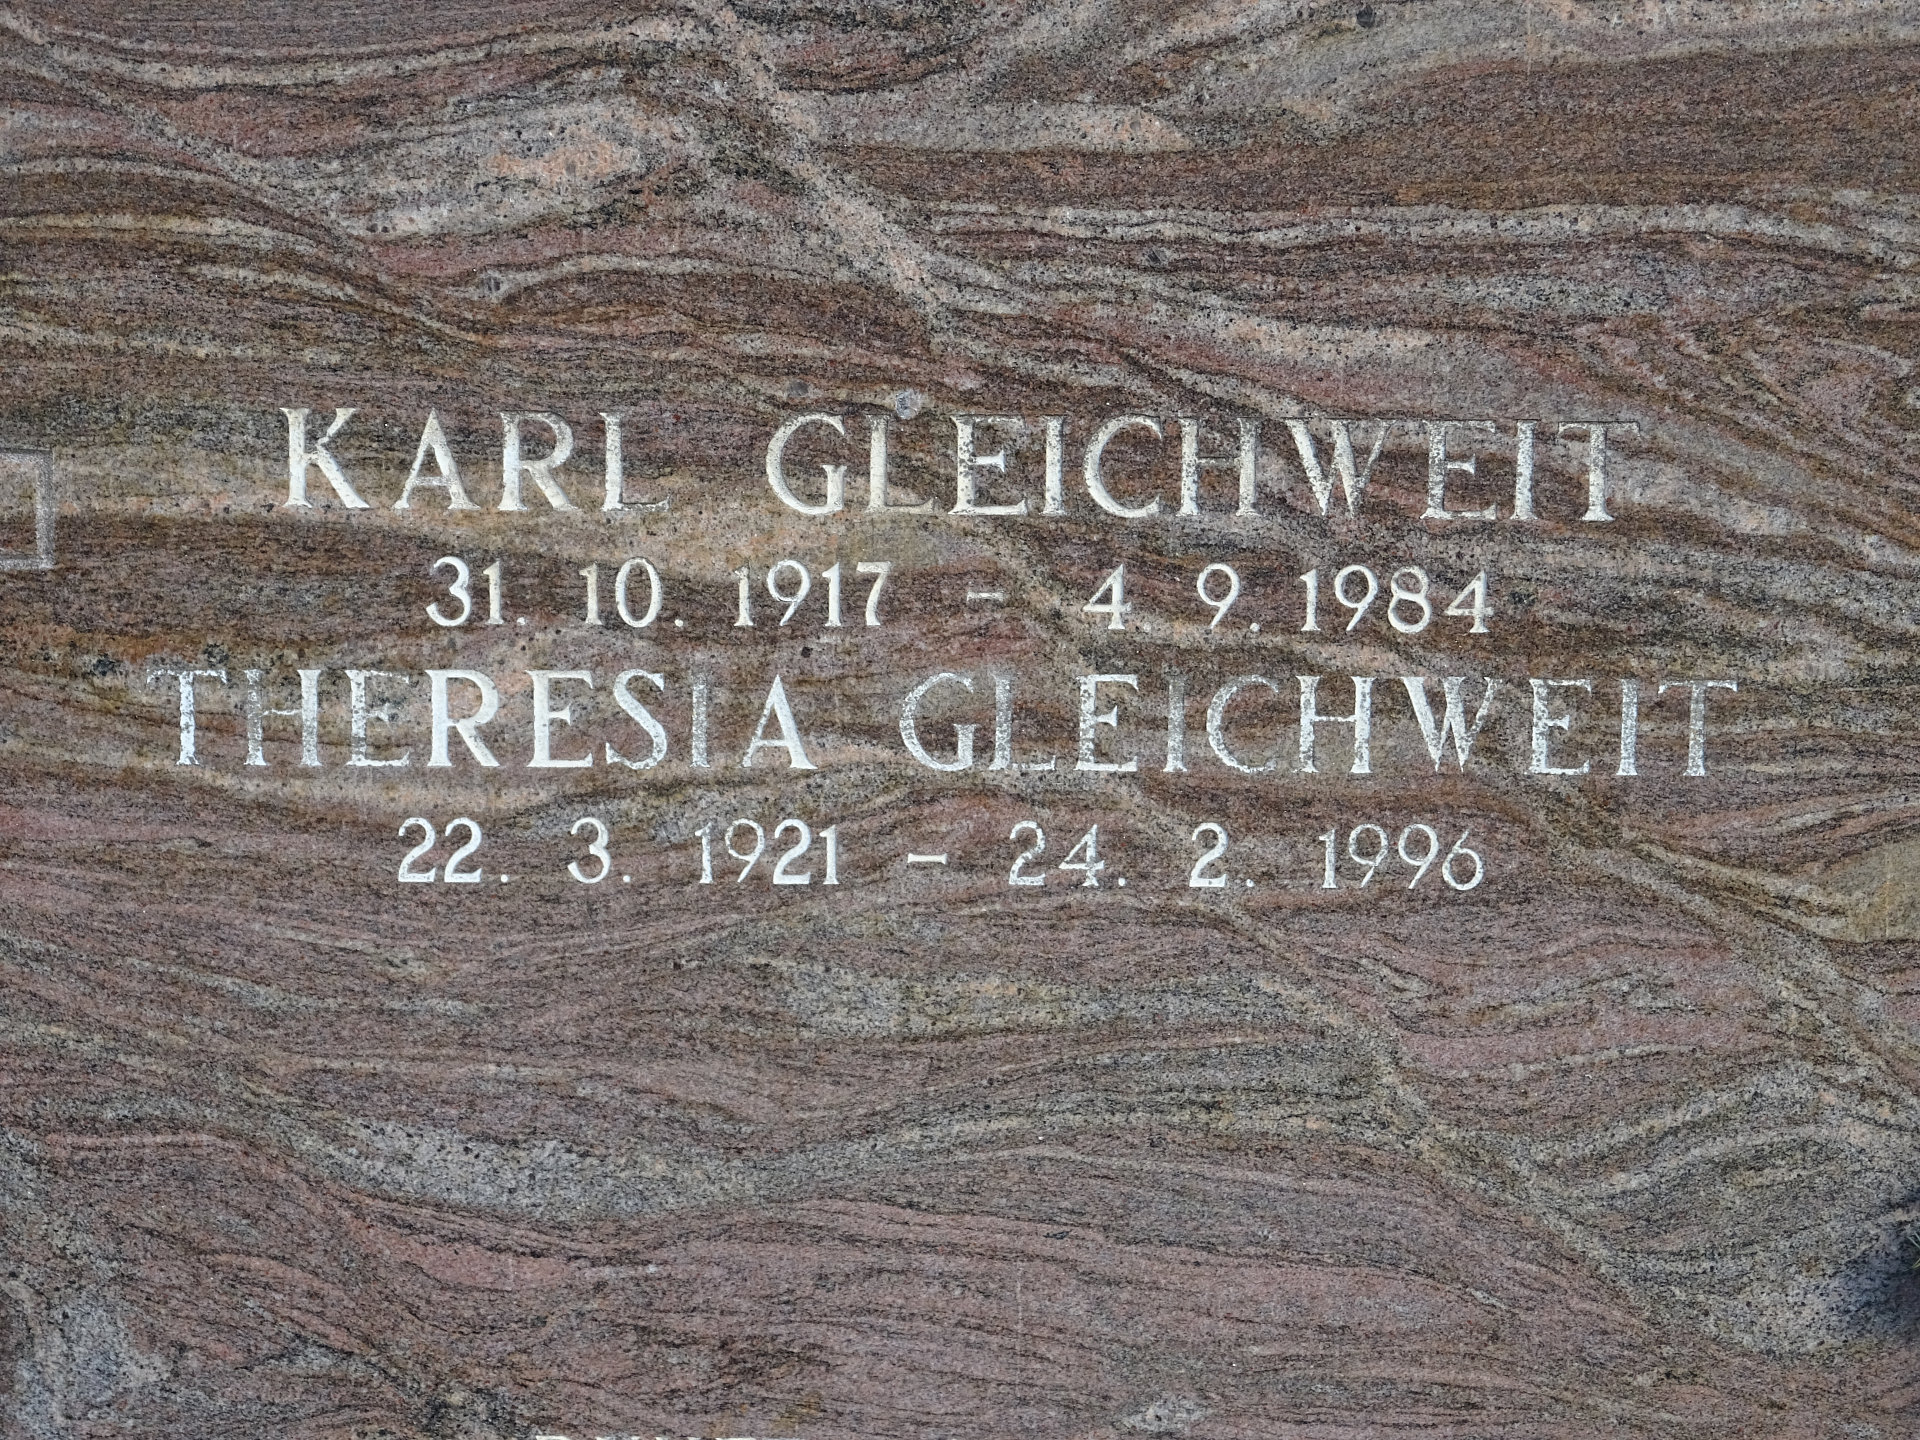 KARL GLEICHWEIT
31. 10. 1917 - 4. 9. 1984
THERESIA GLEICHWEIT
22. 3. 1921 - 24. 2. 1996